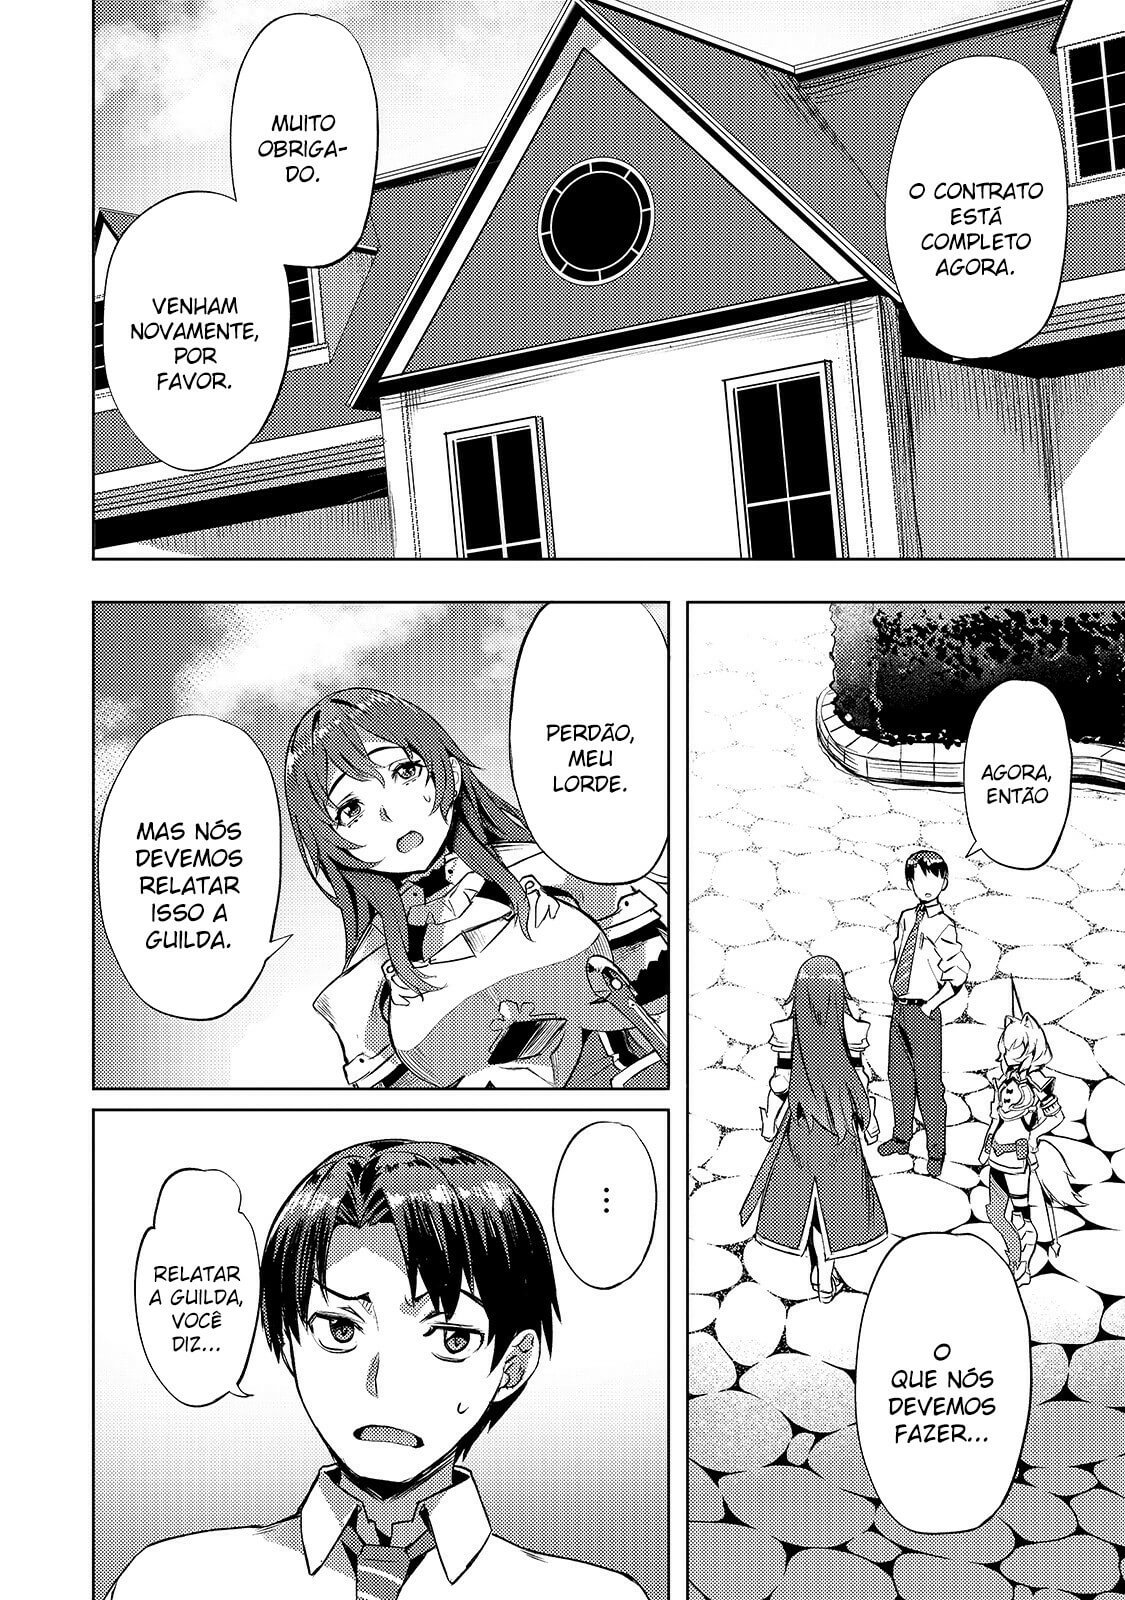 O CONTRATO
ESTÁ
COMPLETO
AGORA.
MUITO
OBRIGA-
DO.
VENHAM
NOVAMENTE,
POR
FAVOR.
AGORA,
ENTÃO
O
QUE NÓS
DEVEMOS
FAZER...
PERDÃO,
MEU
LORDE.
MAS NÓS
DEVEMOS
RELATAR
ISSO A
GUILDA.
...
RELATAR
A GUILDA,
VOCÊ
DIZ...